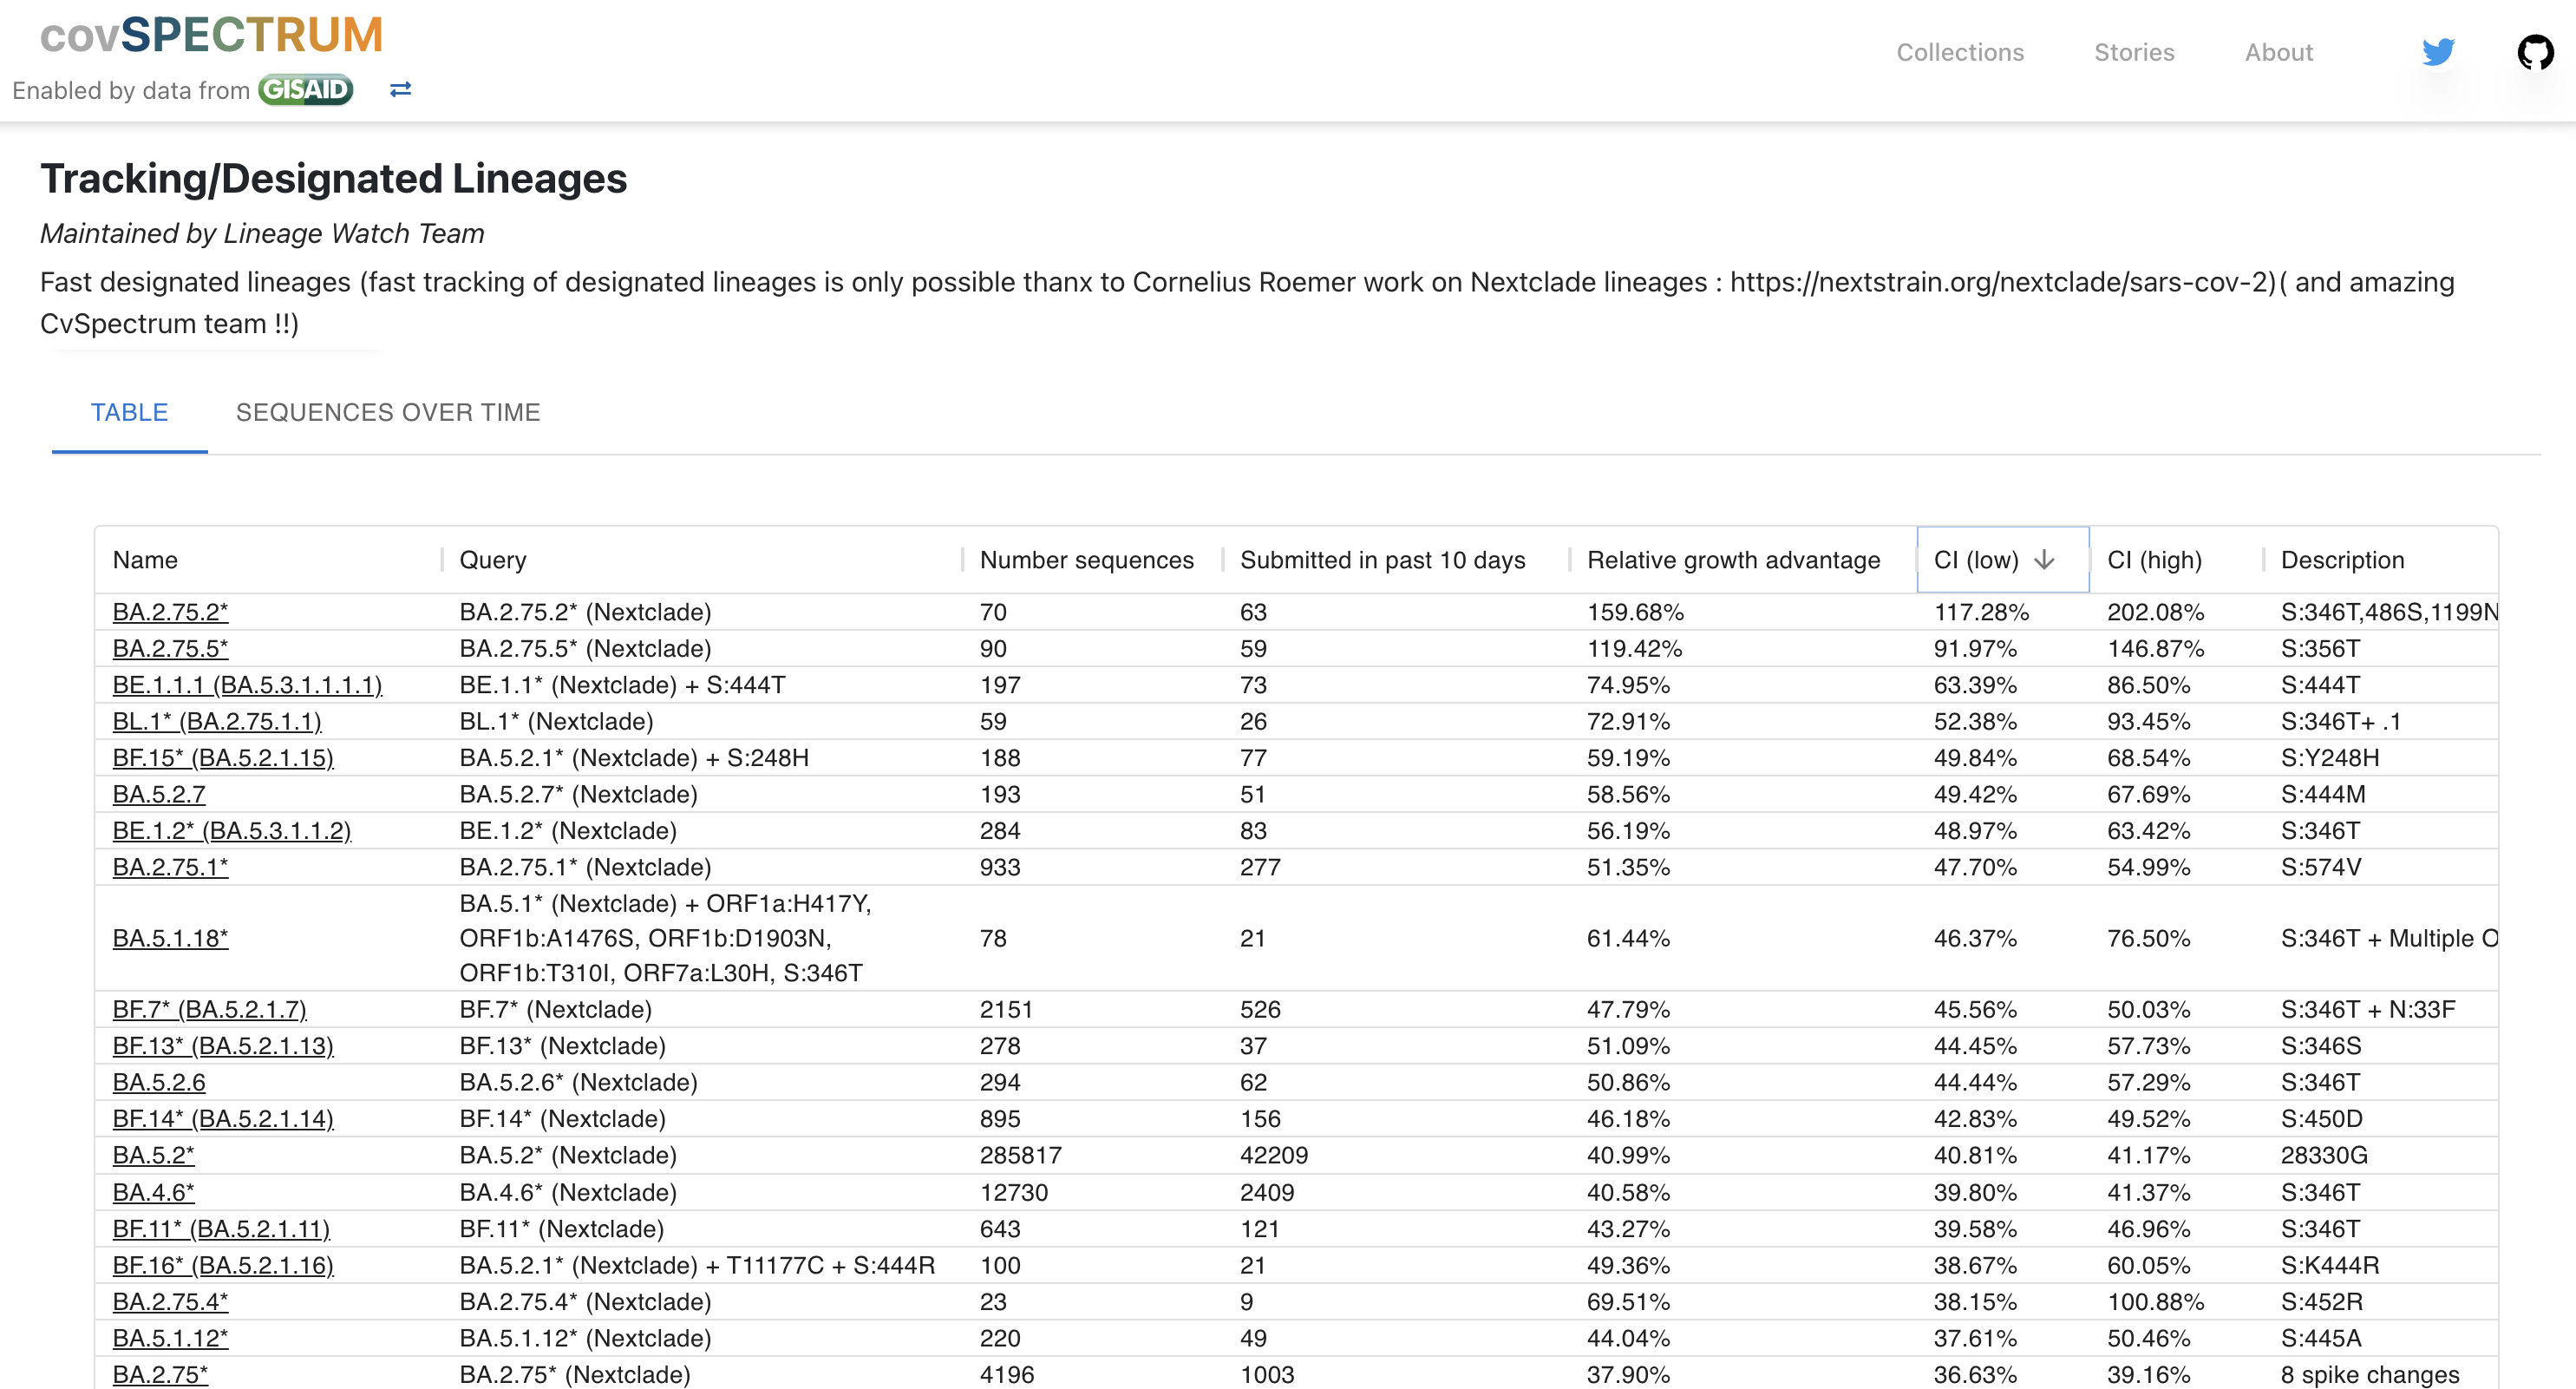 covSPECTRUM
Collections Stories About
Enabled by data from GISAID
Tracking/Designated Lineages
Maintained by Lineage Watch Team
Fast designated lineages (fast tracking of designated lineages is only possible thanx to Cornelius Roemer work on Nextclade lineages : https://nextstrain.org/nextclade/sars-cov-2)( and amazing
CvSpectrum team !!)
TABLE SEQUENCES OVER TIME
Name Query Number sequences Submitted in past 10 days Relative growth advantage CI (low) CI (high) Description
BA.2.75.2* BA.2.75.2* (Nextclade) 70 63 159.68% 117.28% 202.08% S:346T,486S,1199N
BA.2.75.5* BA.2.75.5* (Nextclade) 90 59 119.42% 91.97% 146.87% S:356T
BE.1.1.1 (BA.5.3.1.1.1.1) BE.1.1* (Nextclade) + S:444T 197 73 74.95% 63.39% 86.50% S:444T
BL.1* (BA.2.75.1.1) BL.1* (Nextclade) 59 26 72.91% 52.38% 93.45% S:346T+ .1
BF.15* (BA.5.2.1.15) BA.5.2.1* (Nextclade) + S:248H 188 77 59.19% 49.84% 68.54% S:Y248H
BA.5.2.7 BA.5.2.7* (Nextclade) 193 51 58.56% 49.42% 67.69% S:444M
BE.1.2* (BA.5.3.1.1.2) BE.1.2* (Nextclade) 284 83 56.19% 48.97% 63.42% S:346T
BA.2.75.1* BA.2.75.1* (Nextclade) 933 277 51.35% 47.70% 54.99% S:574V
BA.5.1* (Nextclade) + ORF1a:H417Y,
BA.5.1.18* ORF1b:A1476S, ORF1b:D1903N, 78 21 61.44% 46.37% 76.50% S:346T + Multiple O
ORF1b:T310I, ORF7a:L30H, S:346T
BF.7* (BA.5.2.1.7) BF.7* (Nextclade) 2151 526 47.79% 45.56% 50.03% S:346T + N:33F
BF.13* (BA.5.2.1.13) BF.13* (Nextclade) 278 37 51.09% 44.45% 57.73% S:346S
BA.5.2.6 BA.5.2.6* (Nextclade) 294 62 50.86% 44.44% 57.29% S:346T
BF.14* (BA.5.2.1.14) BF.14* (Nextclade) 895 156 46.18% 42.83% 49.52% S:450D
BA.5.2* BA.5.2* (Nextclade) 285817 42209 40.99% 40.81% 41.17% 28330G
BA.4.6* BA.4.6* (Nextclade) 12730 2409 40.58% 39.80% 41.37% S:346T
BF.11* (BA.5.2.1.11) BF.11* (Nextclade) 643 121 43.27% 39.58% 46.96% S:346T
BF.16* (BA.5.2.1.16) BA.5.2.1* (Nextclade) + T11177C + S:444R 100 21 49.36% 38.67% 60.05% S:K444R
BA.2.75.4* BA.2.75.4* (Nextclade) 23 9 69.51% 38.15% 100.88% S:452R
BA.5.1.12* BA.5.1.12* (Nextclade) 220 49 44.04% 37.61% 50.46% S:445A
BA.2.75* BA.2.75* (Nextclade) 4196 1003 37.90% 36.63% 39.16% 8 spike changes